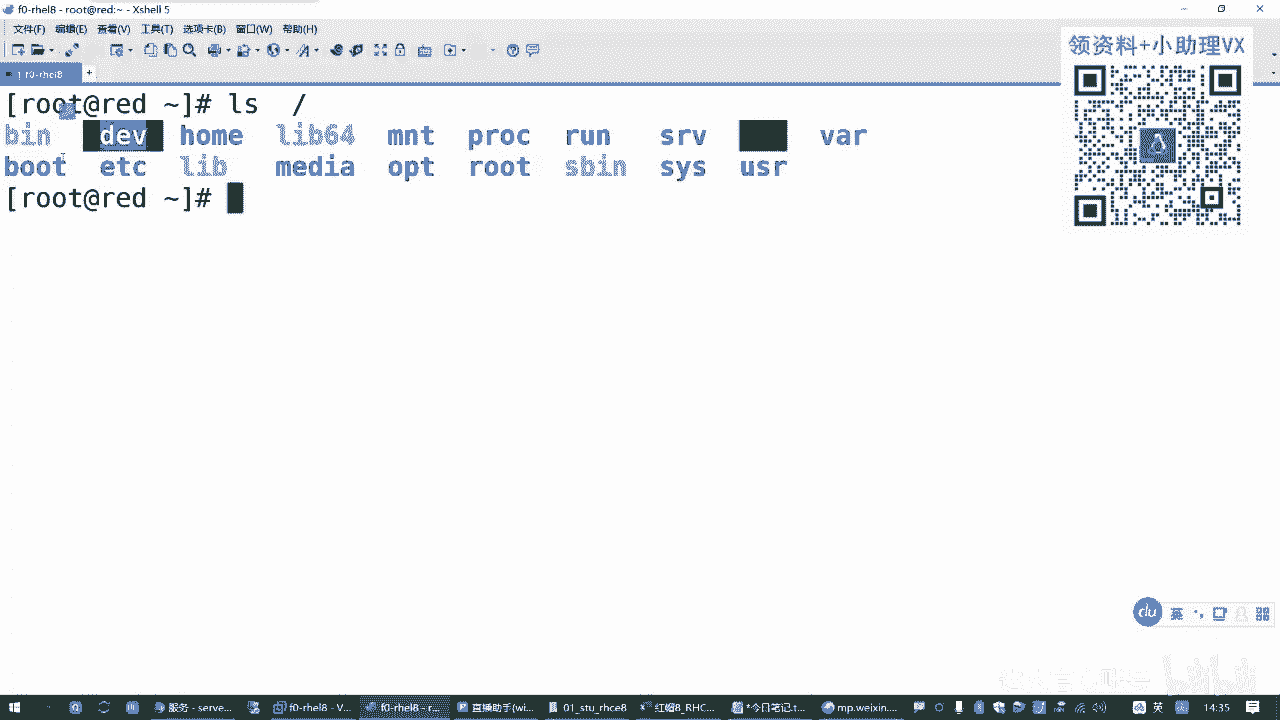 f0-rhel8 - root@red:~ - Xshell 5
文件(F) 编辑(E) 查看(V) 工具(T) 选项卡(B) 窗口(W) 帮助(H)
1 f0-rhel8 +
领资料+小助理VX
[root@red ~]# ls  /
bin dev home lib64 mnt proc run srv var
boot etc lib media opt root sbin sys usr
[root@red ~]#
du 英
服务 - serve... f0-rhel8 - V... f0-rhel8 - r... 直播助手(wi... 01_stu_rhce8 红帽8_RHC... *今日笔记.t... mp.weixin... 英 14:35